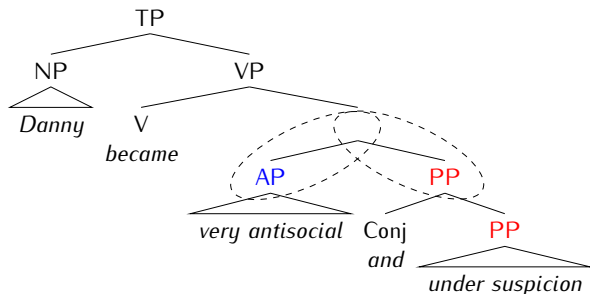 TP
NP VP
Danny V
became
AP PP
very antisocial Conj PP
and under suspicion